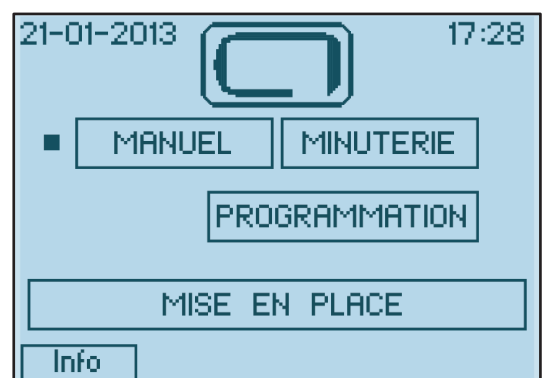 21-01-2013 17:28
MANUEL MINUTERIE
PROGRAMMATION
MISE EN PLACE
Info